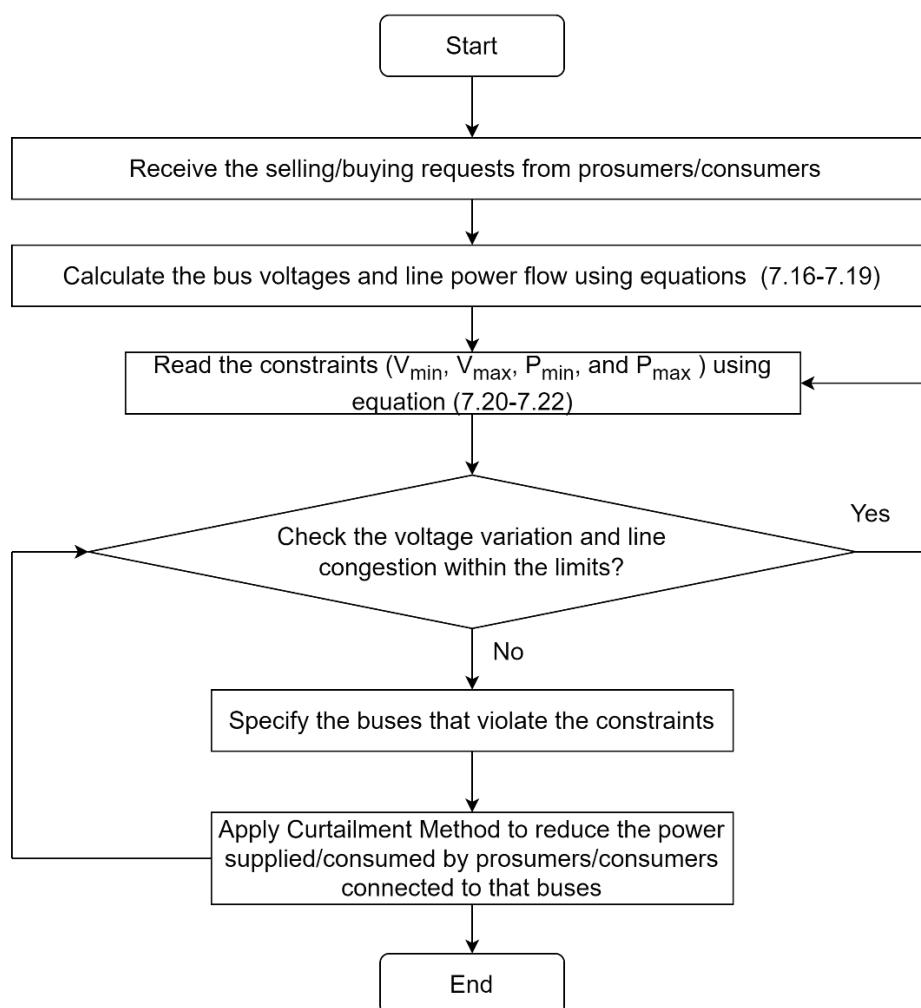 Start
Receive the selling/buying requests from prosumers/consumers
Calculate the bus voltages and line power flow using equations (7.16-7.19)
Read the constraints (Vmin, Vmax, Pmin, and Pmax ) using
equation (7.20-7.22)
Check the voltage variation and line
congestion within the limits?
Yes
No
Specify the buses that violate the constraints
Apply Curtailment Method to reduce the power
supplied/consumed by prosumers/consumers
connected to that buses
End